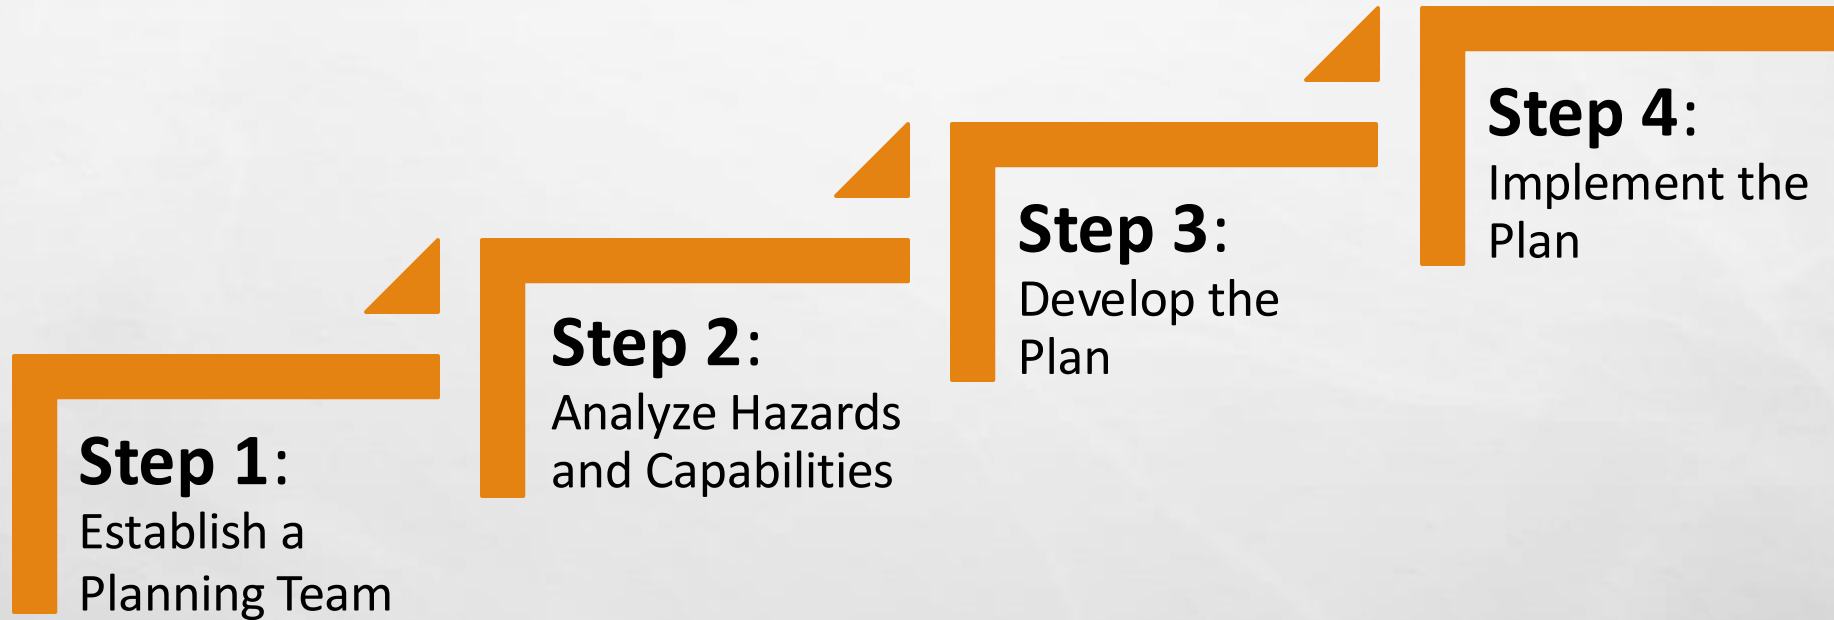 Step 1:
Establish a
Planning Team
Step 2:
Analyze Hazards
and Capabilities
Step 3:
Develop the
Plan
Step 4:
Implement the
Plan